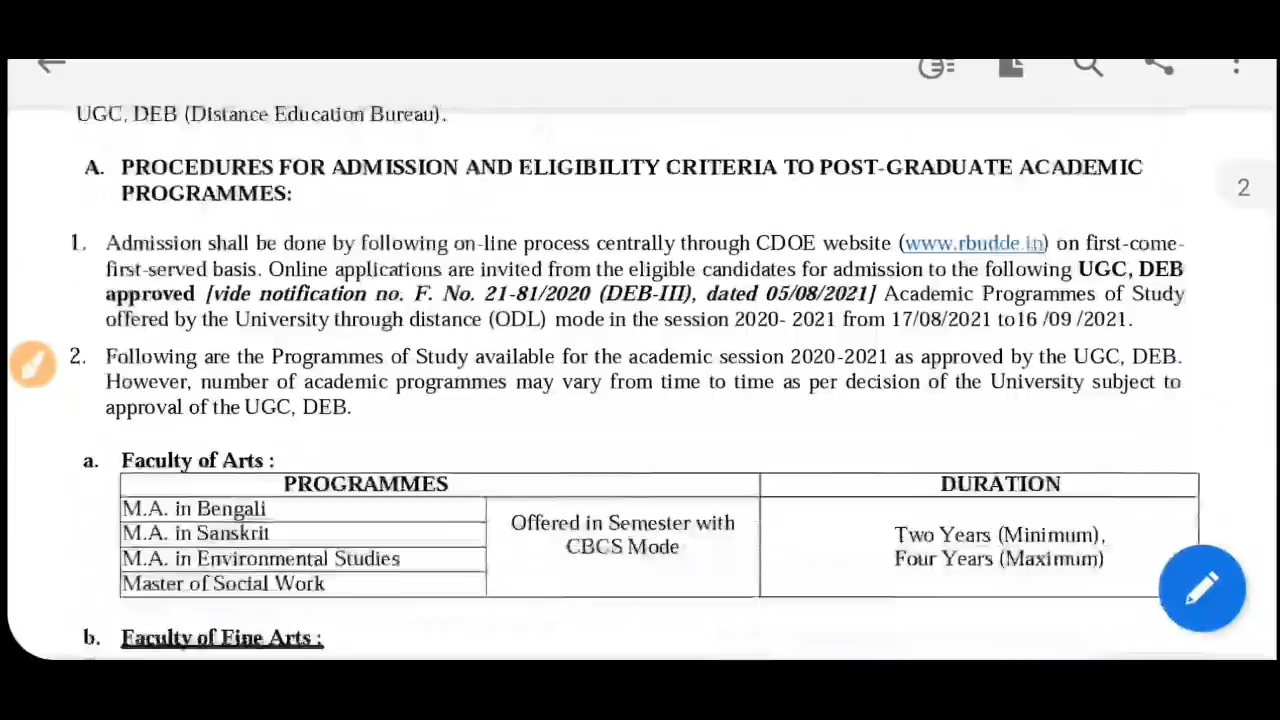 UGC, DEB (Distance Education Bureau).
A. PROCEDURES FOR ADMISSION AND ELIGIBILITY CRITERIA TO POST-GRADUATE ACADEMIC
PROGRAMMES:
2
1. Admission shall be done by following on-line process centrally through CDOE website (www.rbudde.in) on first-come-
first-served basis. Online applications are invited from the eligible candidates for admission to the following UGC, DEB
approved [vide notification no. F. No. 21-81/2020 (DEB-III), dated 05/08/2021] Academic Programmes of Study
offered by the University through distance (ODL) mode in the session 2020- 2021 from 17/08/2021 to16 /09 /2021.
2. Following are the Programmes of Study available for the academic session 2020-2021 as approved by the UGC, DEB.
However, number of academic programmes may vary from time to time as per decision of the University subject to
approval of the UGC, DEB.
a. Faculty of Arts :
PROGRAMMES DURATION
M.A. in Bengali
M.A. in Sanskrit
M.A. in Environmental Studies
Master of Social Work
Offered in Semester with
CBCS Mode
Two Years (Minimum),
Four Years (Maximum)
b. Faculty of Fine Arts :